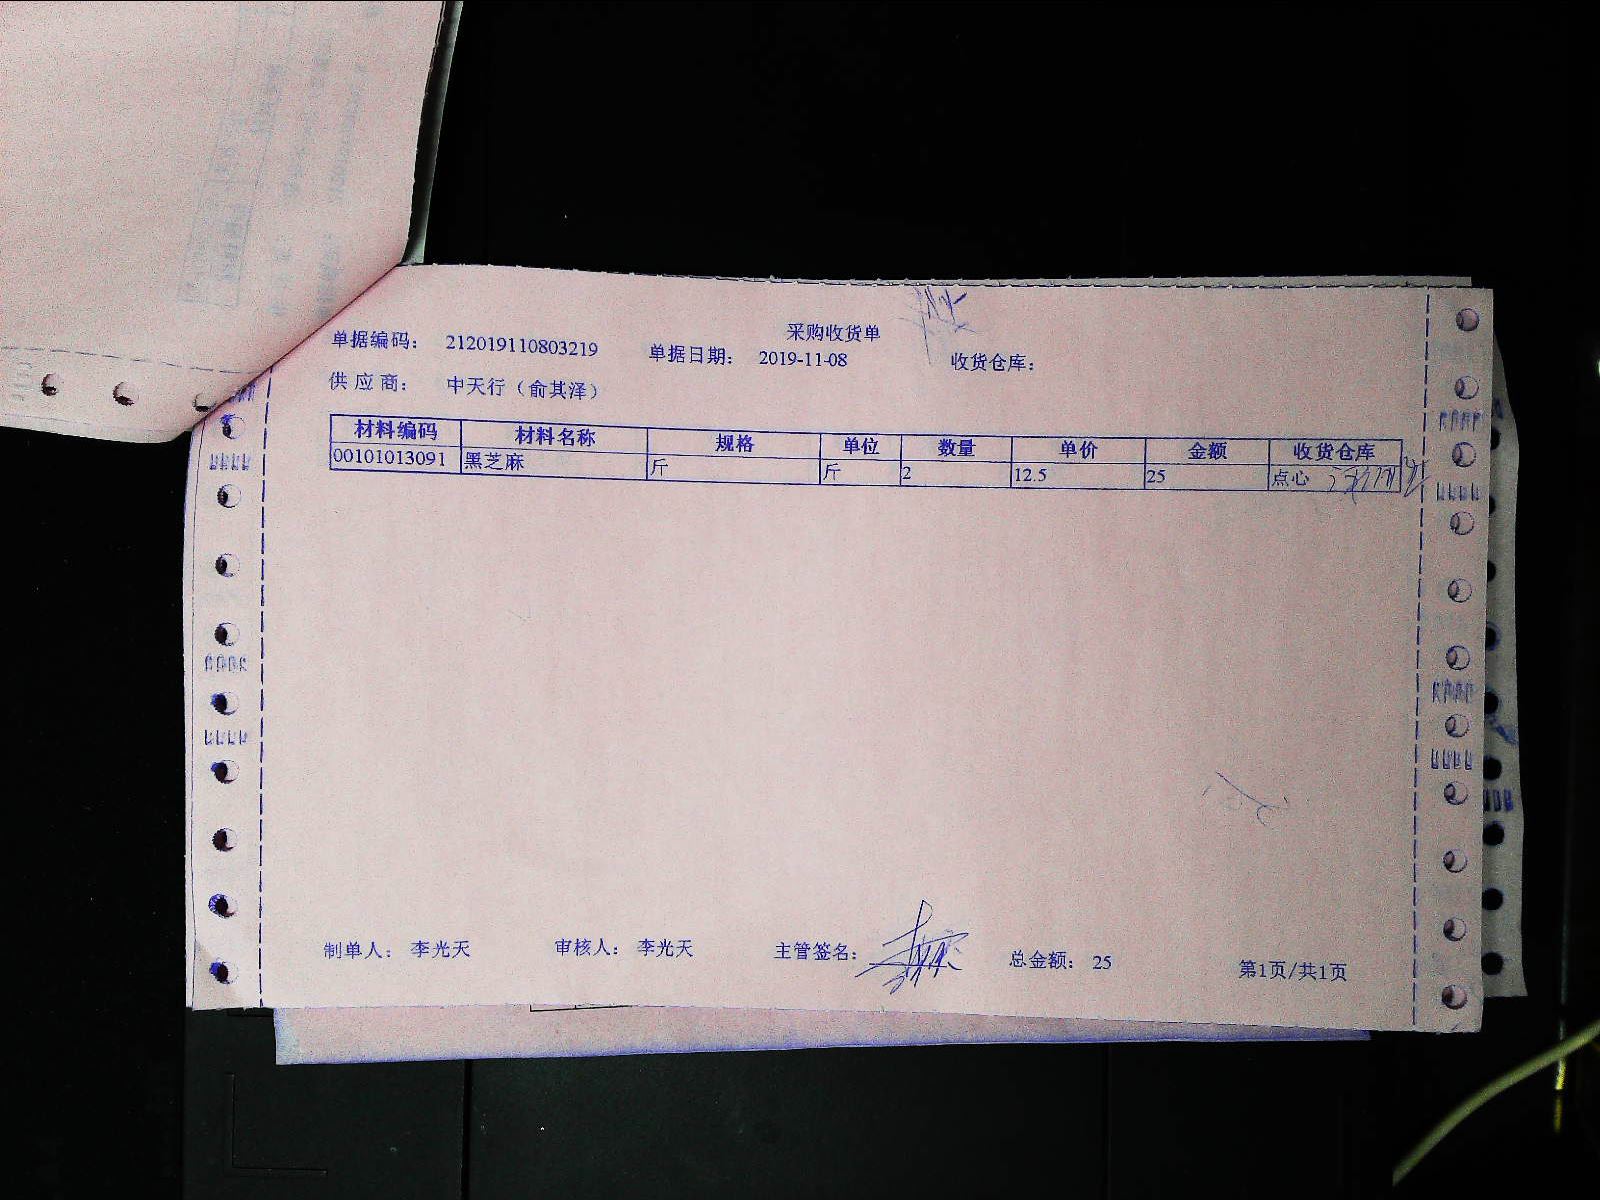 采购收货单
单据编码： 212019110803219 单据日期： 2019-11-08 收货仓库：
供 应 商： 中天行（俞其泽）
材料编码 材料名称 规格 单位 数量 单价 金额 收货仓库
00101013091 黑芝麻 斤 斤 2 12.5 25 点心
制单人： 李光天 审核人： 李光天 主管签名： 总金额： 25 第1页/共1页